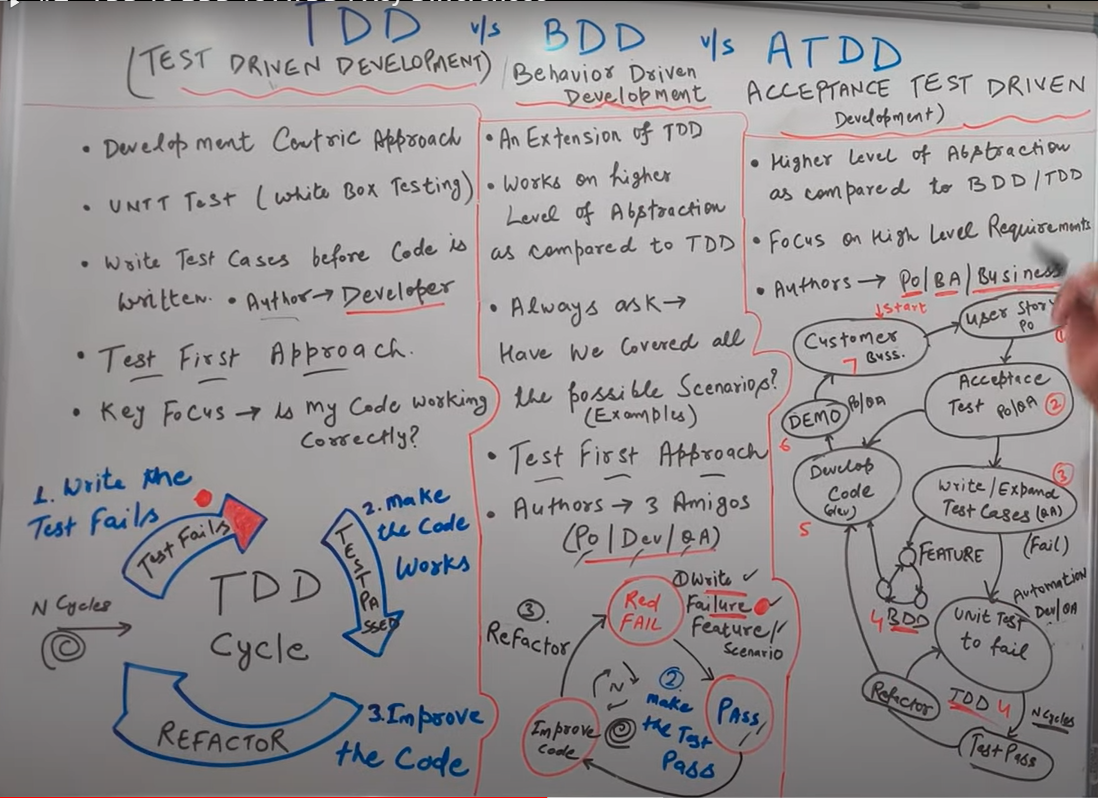 TDD v/s BDD v/s ATDD
(TEST DRIVEN DEVELOPMENT)
• Development Centric Approach
• UNIT Test (White Box Testing)
• Write Test Cases before Code is
written. • Author → Developer
• Test First Approach.
• Key Focus → is My Code working
Correctly?
1. Write the
Test Fails
Test Fails
2. Make
the Code
Works
TEST PASSED
TDD
Cycle
N Cycles
REFACTOR
3. Improve
the Code
Behavior Driven
Development
• An Extension of TDD
• Works on higher
Level of Abstraction
as compared to TDD
• Always ask →
Have We Covered all
the possible Scenarios?
(Examples)
• Test First Approach
• Authors → 3 Amigos
(Po/Dev/QA)
① Write ✓
Failure ✓
Feature/
Scenario
Red
FAIL
③
Refactor
N
②
make
the Test
Pass
PASS
Improve
Code
ACCEPTANCE TEST DRIVEN
Development)
• Higher Level of Abstraction
as compared to BDD/TDD
• Focus on High Level Requirements
• Authors → Po/BA/Business
↓Start
Customer
7 Buss.
User Story
PO
①
Acceptace
Test PO/QA ②
DEMO PO/QA
6
Develop
Code
(dev)
5
③
Write/Expand
Test Cases (QA)
(Fail)
FEATURE
4 BDD
Automation
Dev/QA
UNIT TEST
to fail
Refactor
TDD 4
N Cycles
Test Pass